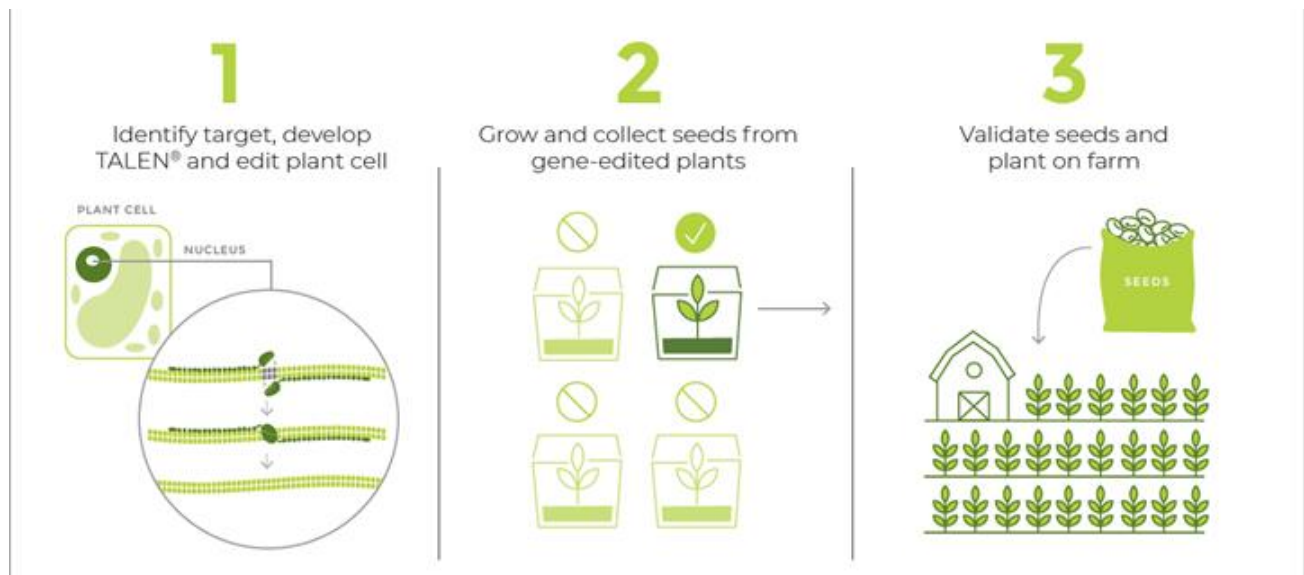 1
Identify target, develop
TALEN® and edit plant cell
PLANT CELL
NUCLEUS
2
Grow and collect seeds from
gene-edited plants
3
Validate seeds and
plant on farm
SEEDS